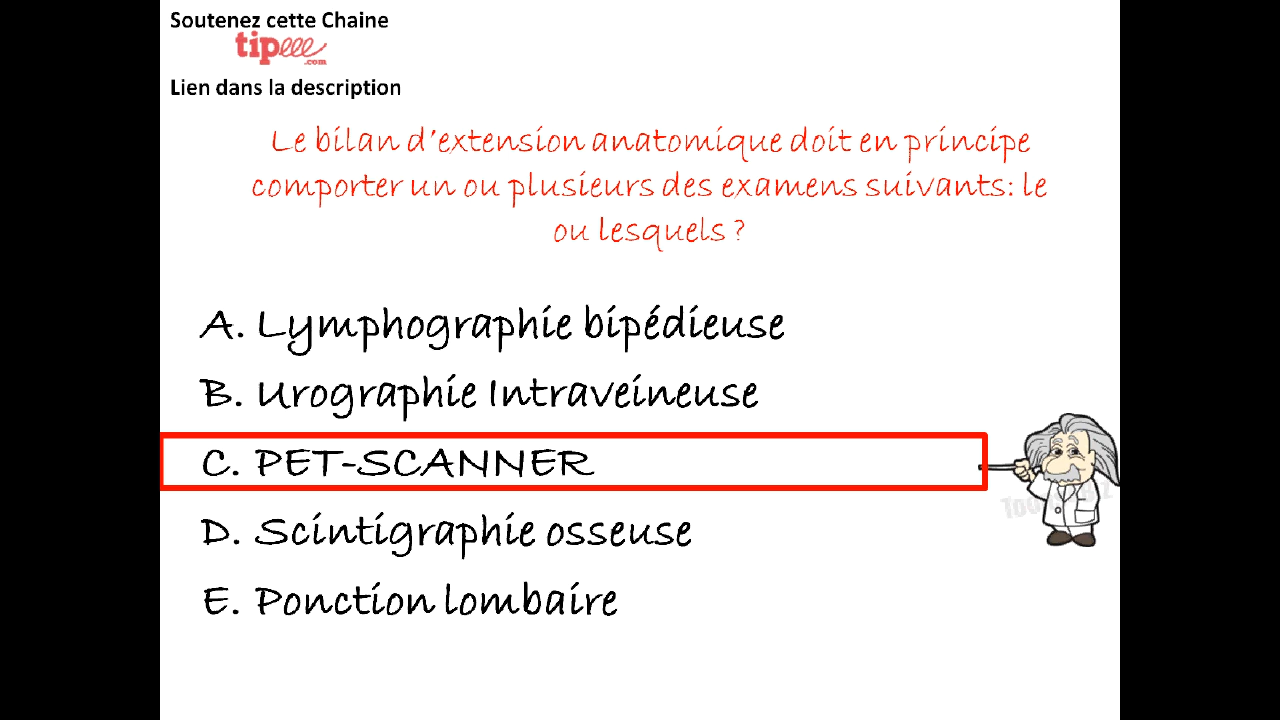 Soutenez cette Chaine
tipeee
.com
Lien dans la description
Le bilan d'extension anatomique doit en principe
comporter un ou plusieurs des examens suivants: le
ou lesquels ?
A. Lymphographie bipédieuse
B. Urographie Intraveineuse
C. PET-SCANNER
D. Scintigraphie osseuse
E. Ponction lombaire